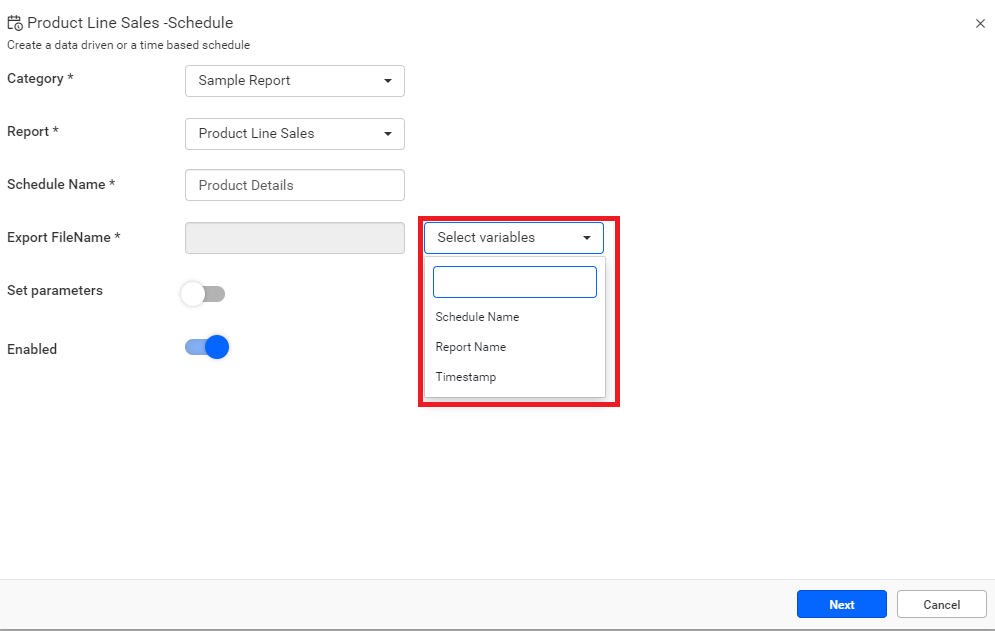 Product Line Sales -Schedule
Create a data driven or a time based schedule
Category *
Sample Report
Report *
Product Line Sales
Schedule Name *
Product Details
Export FileName *
Select variables
Schedule Name
Report Name
Timestamp
Set parameters
Enabled
Next
Cancel